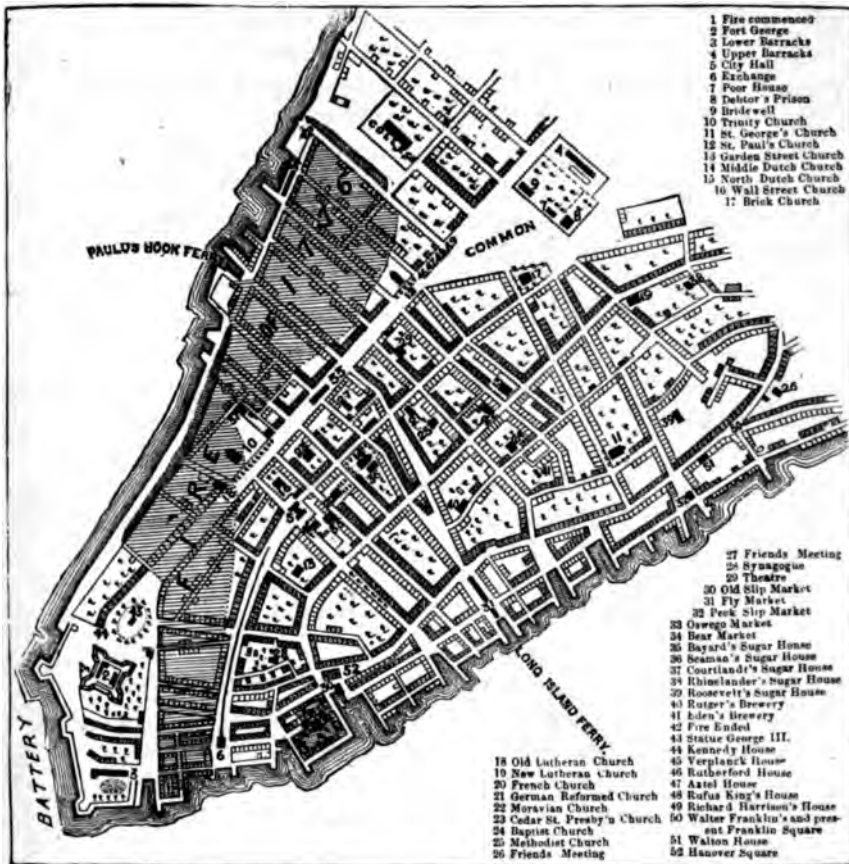 1 Fire commenced
2 Fort George
3 Lower Barracks
4 Upper Barracks
5 City Hall
6 Exchange
7 Poor House
8 Debtor's Prison
9 Bridewell
10 Trinity Church
11 St. George's Church
12 St. Paul's Church
13 Garden Street Church
14 Middle Dutch Church
15 North Dutch Church
16 Wall Street Church
17 Brick Church
COMMON
PAULUS HOOK FERRY
FIRE OF 1776
LONG ISLAND FERRY.
BATTERY
27 Friends Meeting
28 Synagogue
29 Theatre
30 Old Slip Market
31 Fly Market
32 Peck Slip Market
33 Oswego Market
34 Bear Market
35 Bayard's Sugar House
36 Seaman's Sugar House
37 Courtlandt's Sugar House
38 Rhinelander's Sugar House
39 Roosevelt's Sugar House
40 Rutger's Brewery
41 Eden's Brewery
42 Fire Ended
43 Statue George III.
44 Kennedy House
45 Verplanck House
46 Rutherford House
47 Axtel House
48 Rufus King's House
49 Richard Harrison's House
50 Walter Franklin's and pres-
ent Franklin Square
51 Walton House
52 Hanover Square
18 Old Lutheran Church
19 New Lutheran Church
20 French Church
21 German Reformed Church
22 Moravian Church
23 Cedar St. Presby'n Church
24 Baptist Church
25 Methodist Church
26 Friends Meeting